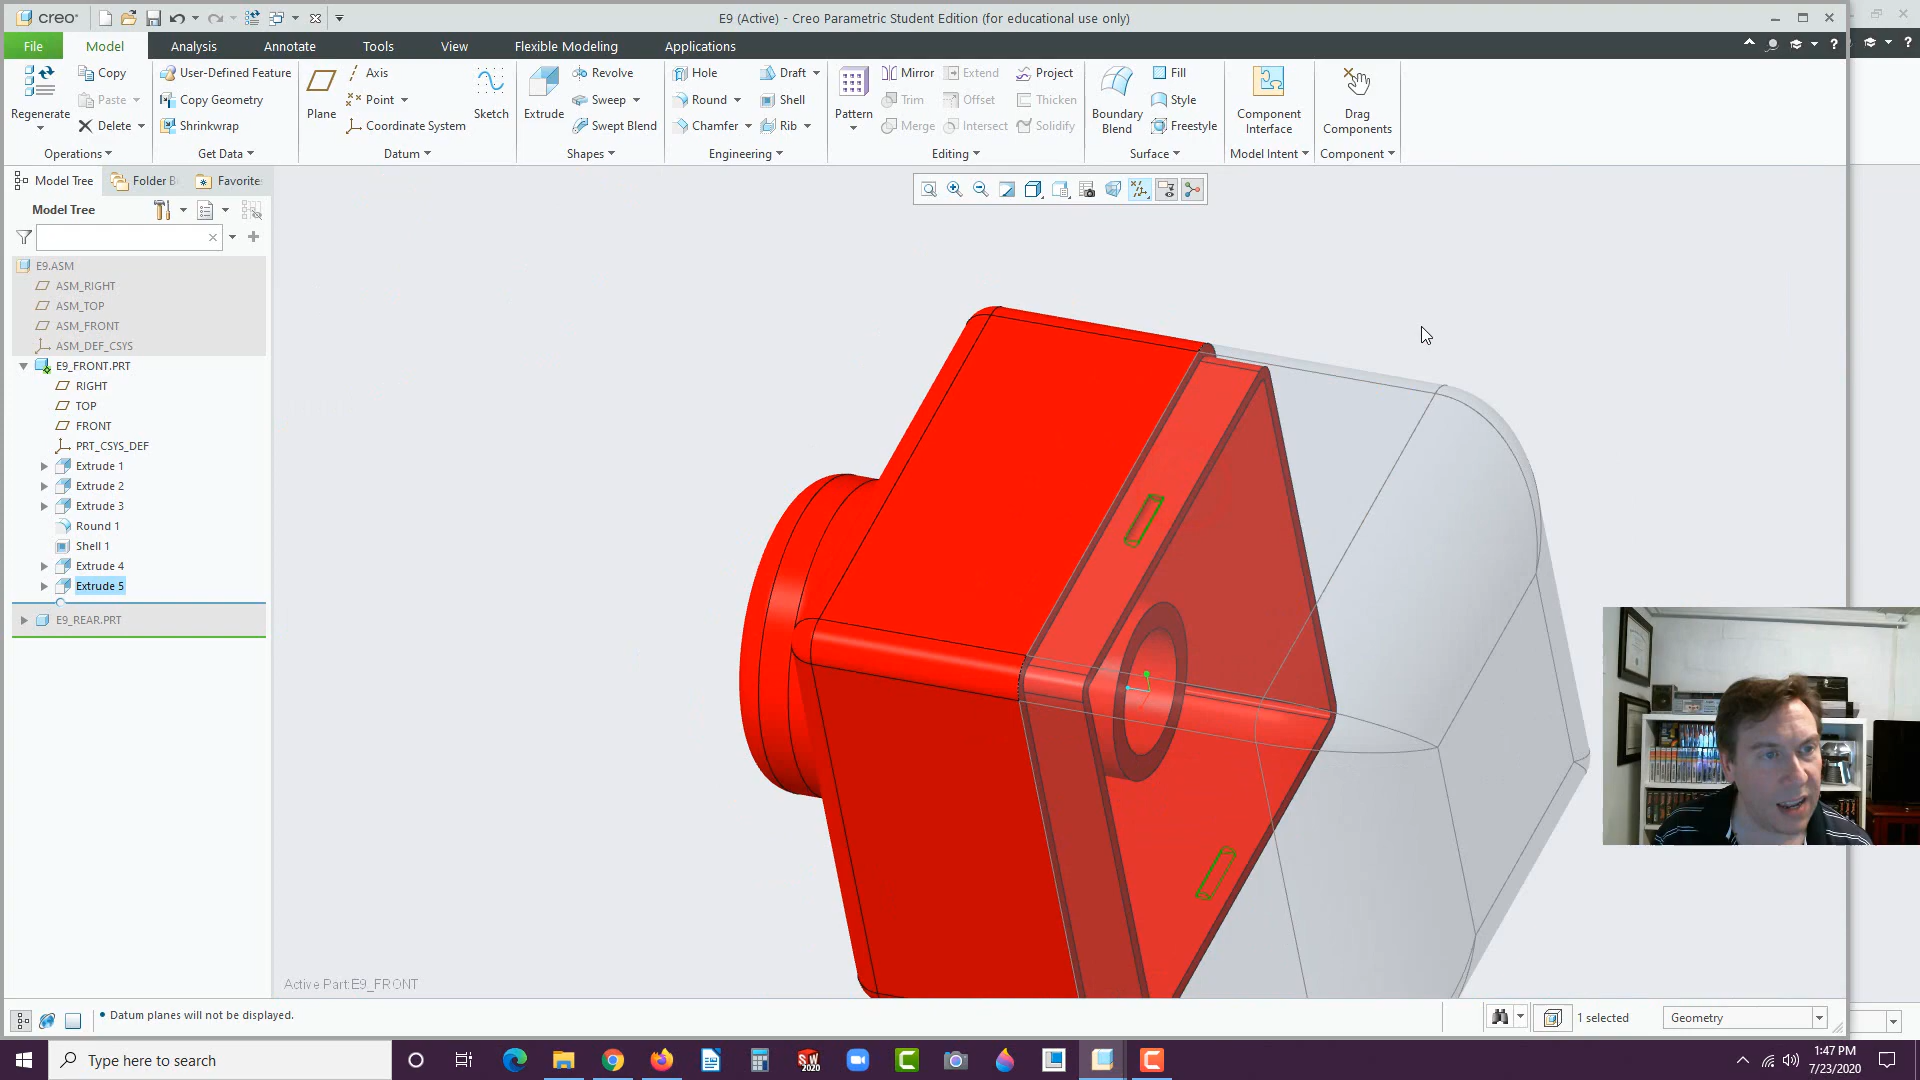 creo·
E9 (Active) - Creo Parametric Student Edition (for educational use only)
File
Model
Analysis
Annotate
Tools
View
Flexible Modeling
Applications
Regenerate
Copy
Paste
Delete
Operations
User-Defined Feature
Copy Geometry
Shrinkwrap
Get Data
Plane
Axis
Point
Coordinate System
Datum
Sketch
Extrude
Revolve
Sweep
Swept Blend
Shapes
Hole
Round
Chamfer
Draft
Shell
Rib
Engineering
Pattern
Mirror
Trim
Merge
Extend
Offset
Intersect
Project
Thicken
Solidify
Editing
Boundary
Blend
Fill
Style
Freestyle
Surface
Component
Interface
Model Intent
Drag
Components
Component
Model Tree
Folder B
Favorites
Model Tree
E9.ASM
ASM_RIGHT
ASM_TOP
ASM_FRONT
ASM_DEF_CSYS
E9_FRONT.PRT
RIGHT
TOP
FRONT
PRT_CSYS_DEF
Extrude 1
Extrude 2
Extrude 3
Round 1
Shell 1
Extrude 4
Extrude 5
E9_REAR.PRT
Active Part:E9_FRONT
• Datum planes will not be displayed.
1 selected
Geometry
Type here to search
SW
2020
1:47 PM
7/23/2020